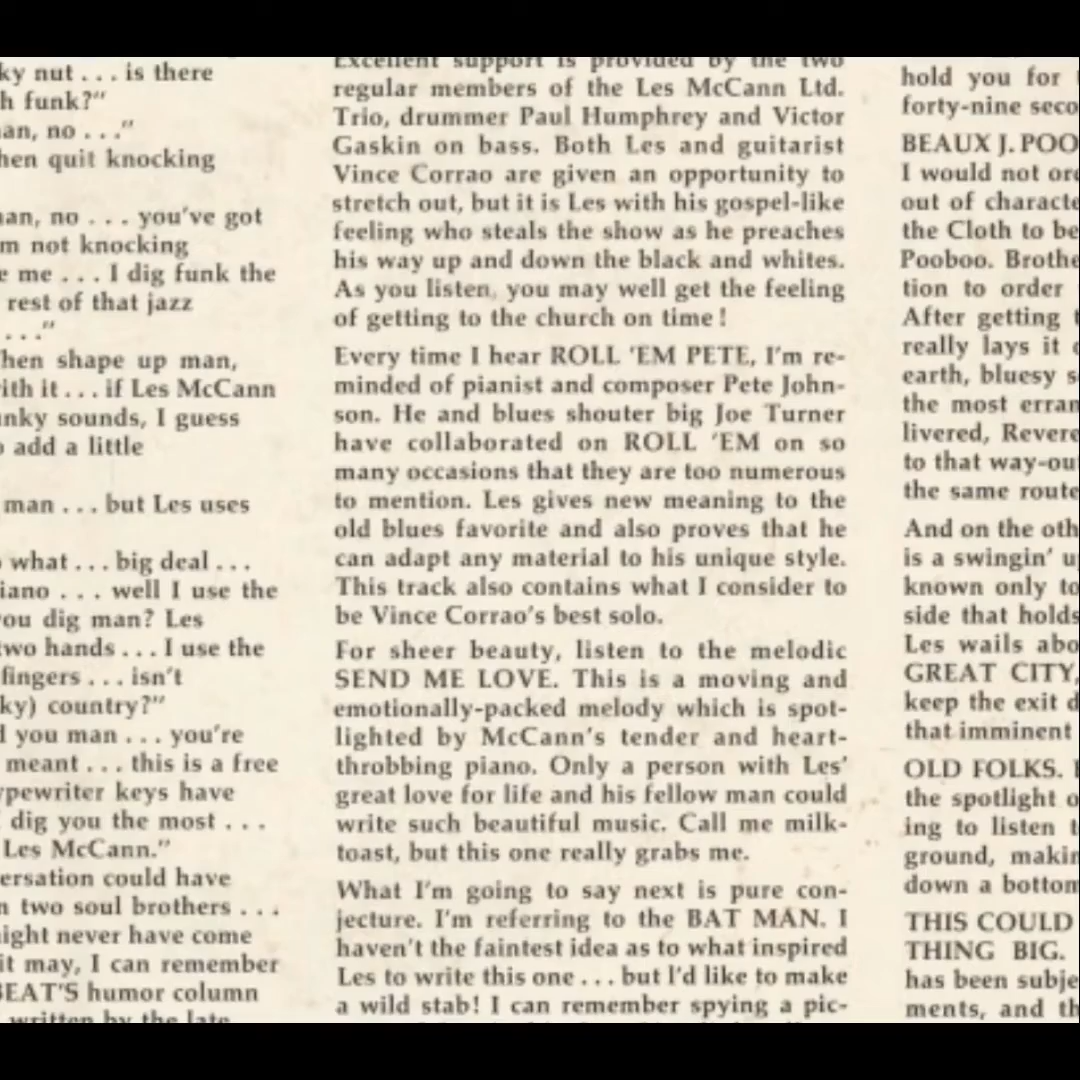 ky nut . . . is there
h funk?"
an, no . . ."
hen quit knocking
an, no . . . you've got
m not knocking
e me . . . I dig funk the
rest of that jazz
. . ."
hen shape up man,
ith it . . . if Les McCann
nky sounds, I guess
o add a little
man . . . but Les uses
what . . . big deal . . .
iano . . . well I use the
ou dig man? Les
two hands . . . I use the
fingers . . . isn't
ky) country?"
d you man . . . you're
meant . . . this is a free
ypewriter keys have
dig you the most . . .
Les McCann."
ersation could have
n two soul brothers . . .
ight never have come
it may, I can remember
BEAT'S humor column
written by the late
Excellent support is provided by the two
regular members of the Les McCann Ltd.
Trio, drummer Paul Humphrey and Victor
Gaskin on bass. Both Les and guitarist
Vince Corrao are given an opportunity to
stretch out, but it is Les with his gospel-like
feeling who steals the show as he preaches
his way up and down the black and whites.
As you listen, you may well get the feeling
of getting to the church on time!
Every time I hear ROLL 'EM PETE, I'm re-
minded of pianist and composer Pete John-
son. He and blues shouter big Joe Turner
have collaborated on ROLL 'EM on so
many occasions that they are too numerous
to mention. Les gives new meaning to the
old blues favorite and also proves that he
can adapt any material to his unique style.
This track also contains what I consider to
be Vince Corrao's best solo.
For sheer beauty, listen to the melodic
SEND ME LOVE. This is a moving and
emotionally-packed melody which is spot-
lighted by McCann's tender and heart-
throbbing piano. Only a person with Les'
great love for life and his fellow man could
write such beautiful music. Call me milk-
toast, but this one really grabs me.
What I'm going to say next is pure con-
jecture. I'm referring to the BAT MAN. I
haven't the faintest idea as to what inspired
Les to write this one . . . but I'd like to make
a wild stab! I can remember spying a pic-
hold you for
forty-nine seco
BEAUX J. POO
I would not ord
out of characte
the Cloth to be
Pooboo. Brothe
tion to order
After getting t
really lays it
earth, bluesy s
the most erran
livered, Revere
to that way-ou
the same route
And on the oth
is a swingin' u
known only to
side that holds
Les wails abo
GREAT CITY,
keep the exit d
that imminent
OLD FOLKS.
the spotlight o
ing to listen t
ground, makin
down a bottom
THIS COULD
THING BIG.
has been subje
ments, and th